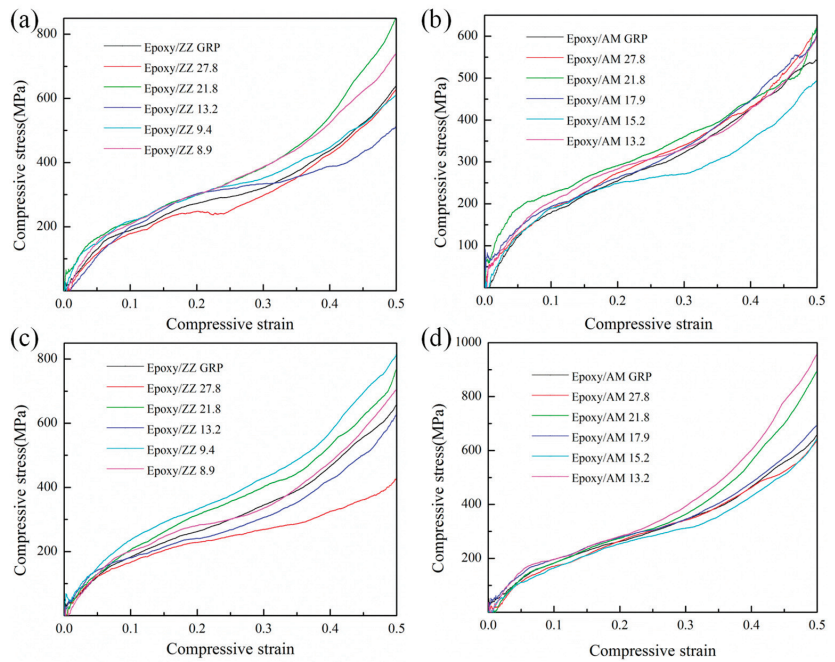 (a)
Compressive stress(MPa)
800
600
400
200
Epoxy/ZZ GRP
Epoxy/ZZ 27.8
Epoxy/ZZ 21.8
Epoxy/ZZ 13.2
Epoxy/ZZ 9.4
Epoxy/ZZ 8.9
0.0 0.1 0.2 0.3 0.4 0.5
Compressive strain
(b)
Compressive stress(MPa)
600
500
400
300
200
100
Epoxy/AM GRP
Epoxy/AM 27.8
Epoxy/AM 21.8
Epoxy/AM 17.9
Epoxy/AM 15.2
Epoxy/AM 13.2
0.0 0.1 0.2 0.3 0.4 0.5
Compressive strain
(c)
Compressive stress(MPa)
800
600
400
200
Epoxy/ZZ GRP
Epoxy/ZZ 27.8
Epoxy/ZZ 21.8
Epoxy/ZZ 13.2
Epoxy/ZZ 9.4
Epoxy/ZZ 8.9
0.0 0.1 0.2 0.3 0.4 0.5
Compressive strain
(d)
Compressive stress(MPa)
1000
800
600
400
200
0
Epoxy/AM GRP
Epoxy/AM 27.8
Epoxy/AM 21.8
Epoxy/AM 17.9
Epoxy/AM 15.2
Epoxy/AM 13.2
0.0 0.1 0.2 0.3 0.4 0.5
Compressive strain